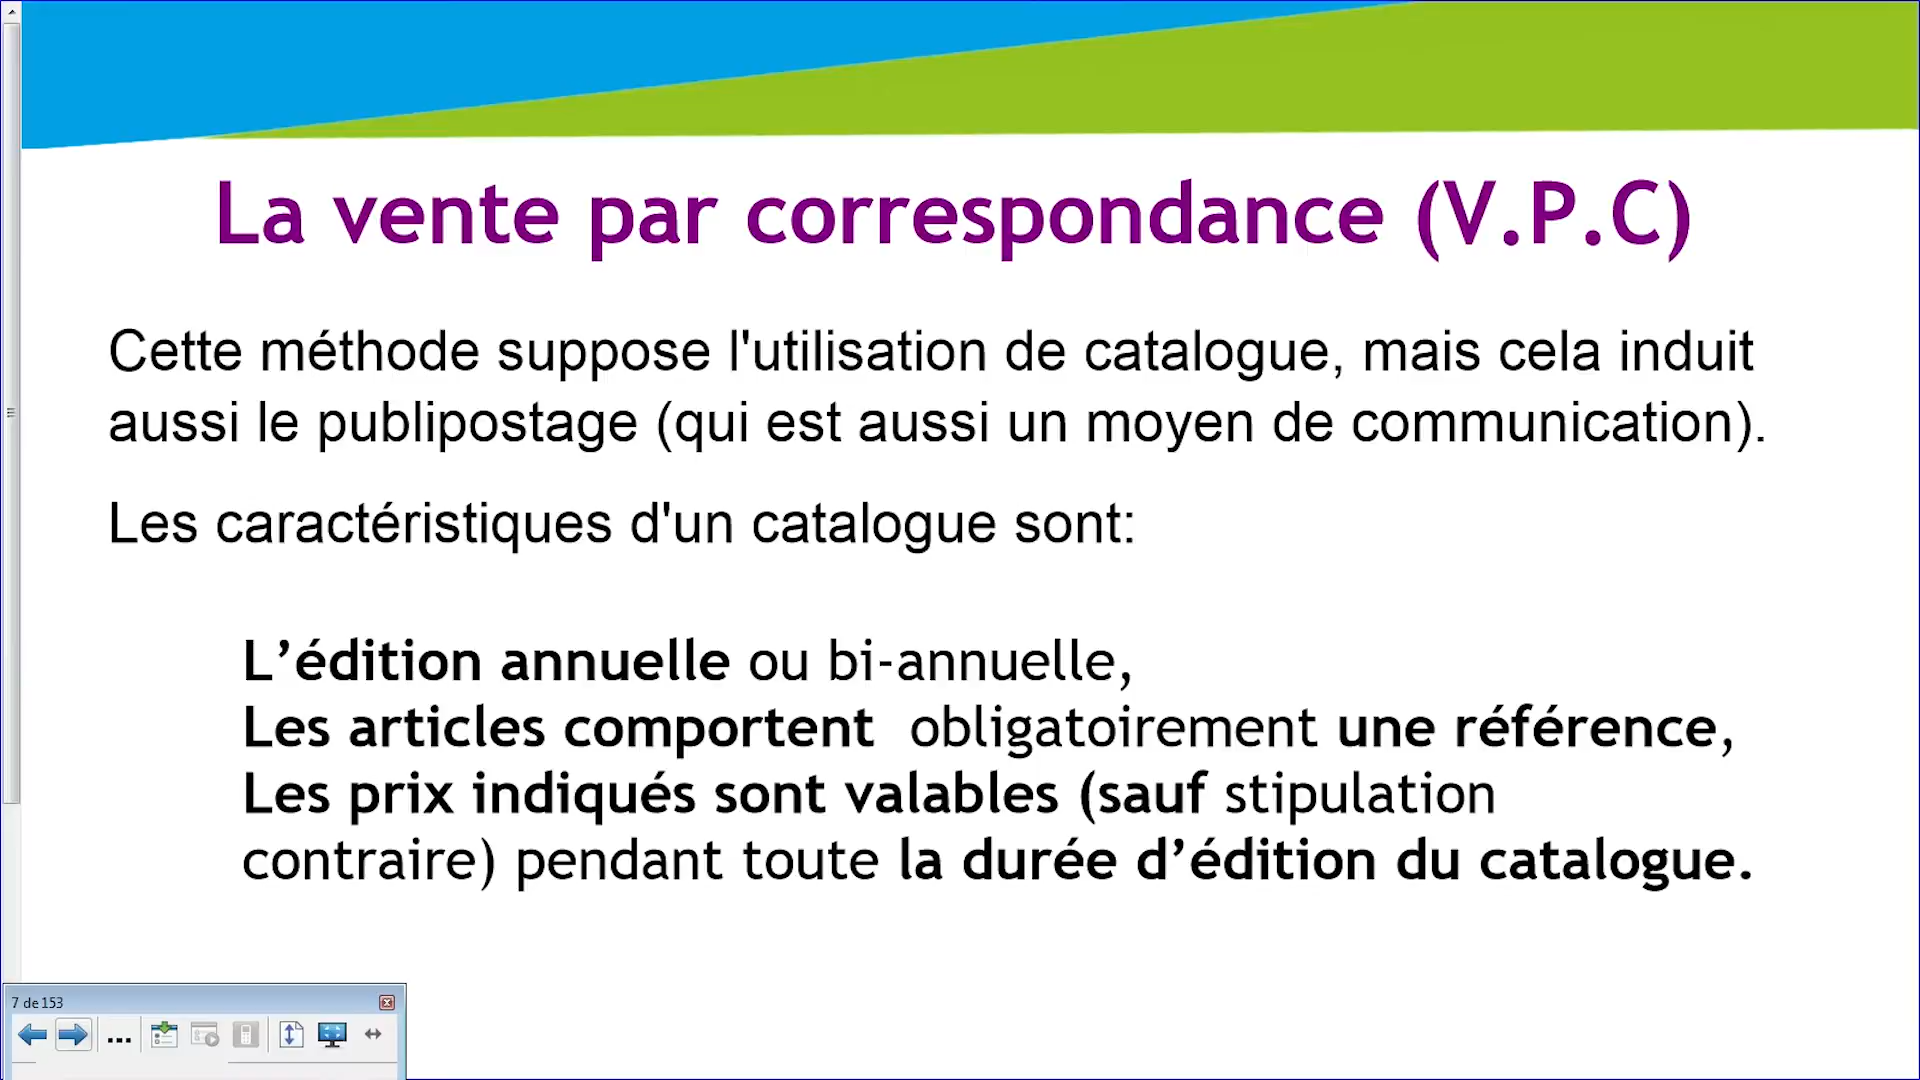 La vente par correspondance (V.P.C)
Cette méthode suppose l'utilisation de catalogue, mais cela induit
aussi le publipostage (qui est aussi un moyen de communication).
Les caractéristiques d'un catalogue sont:
L’édition annuelle ou bi-annuelle,
Les articles comportent  obligatoirement une référence,
Les prix indiqués sont valables (sauf stipulation
contraire) pendant toute la durée d’édition du catalogue.
7 de 153